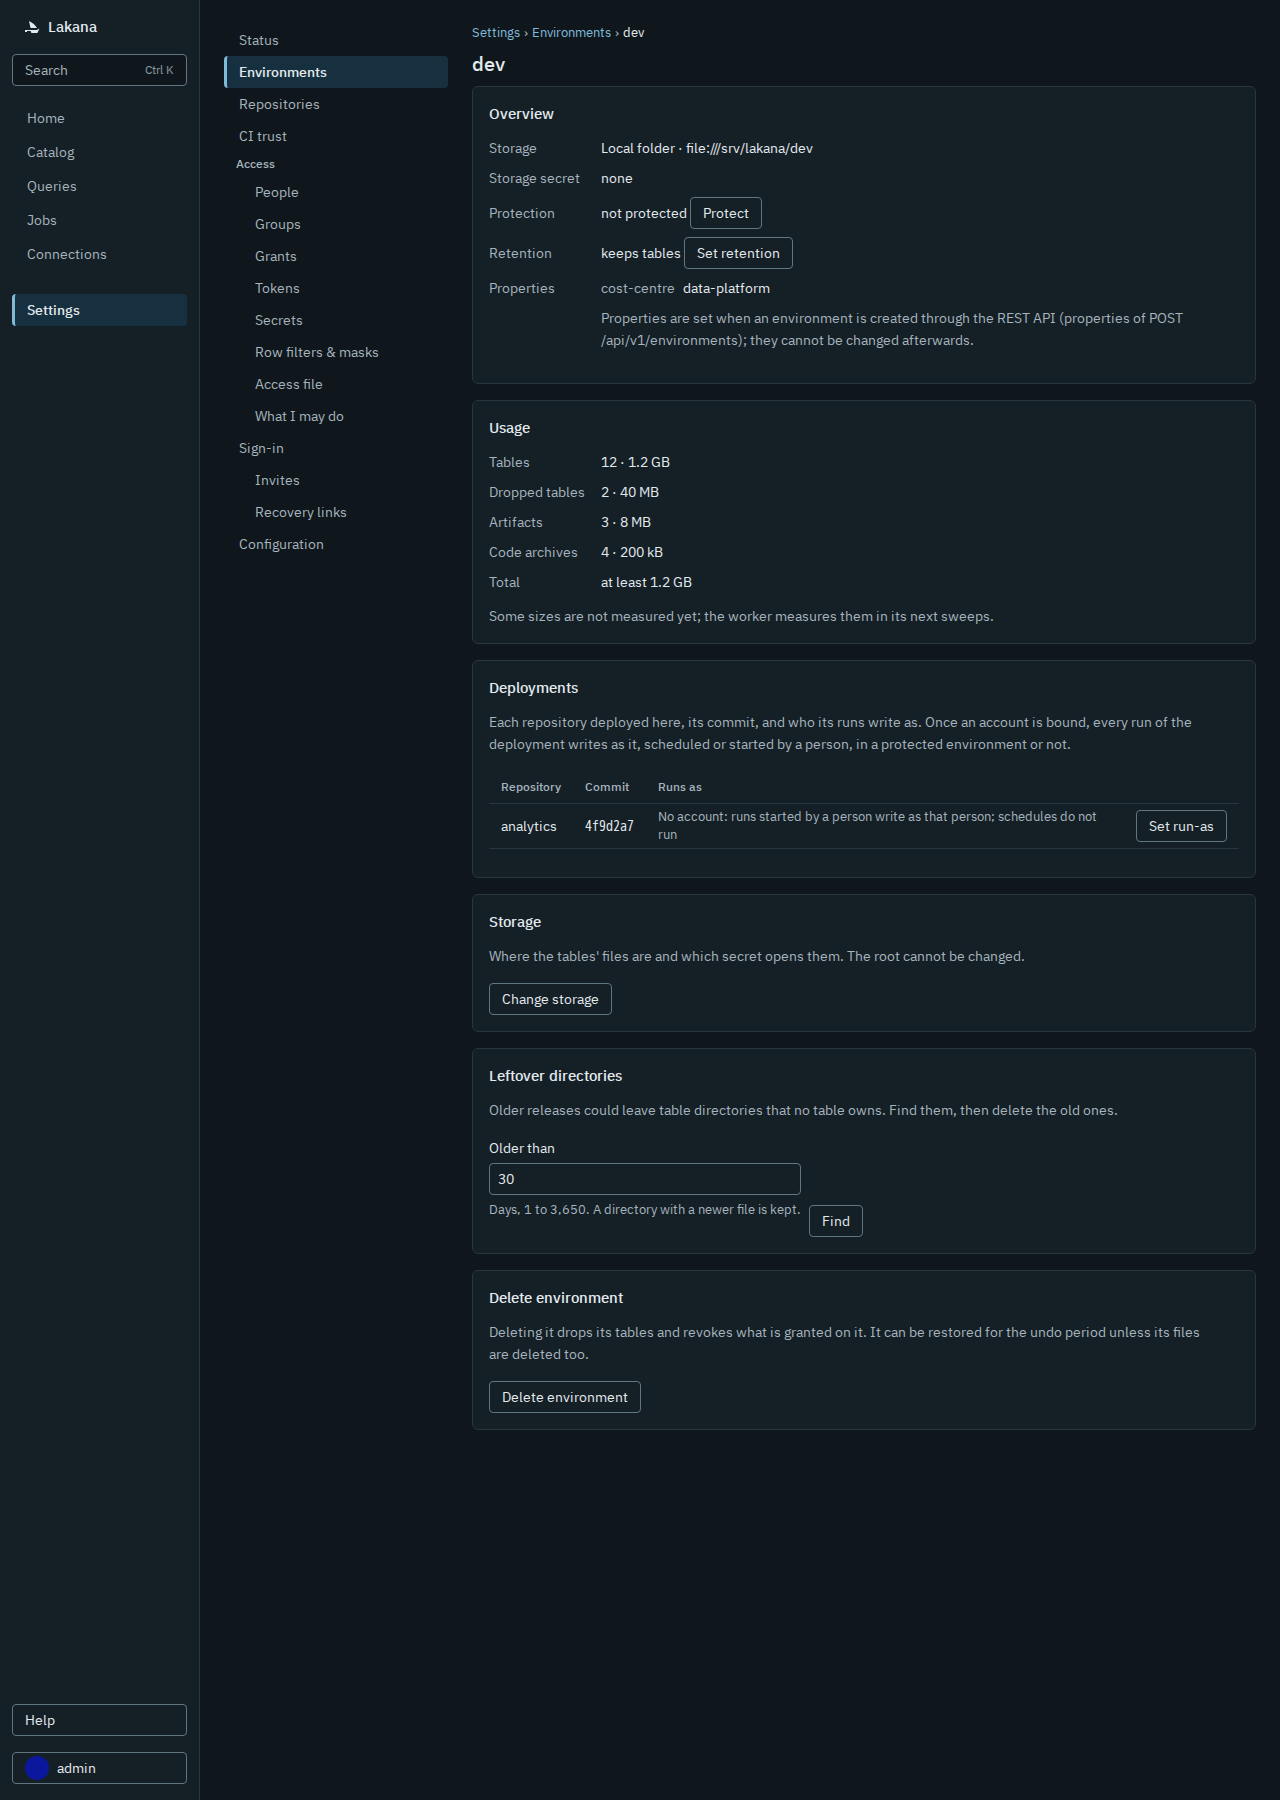 Lakana
Search Ctrl K
Home
Catalog
Queries
Jobs
Connections
Settings
Help
admin
Status
Environments
Repositories
CI trust
Access
People
Groups
Grants
Tokens
Secrets
Row filters & masks
Access file
What I may do
Sign-in
Invites
Recovery links
Configuration
Settings › Environments › dev
dev
Overview
Storage Local folder · file:///srv/lakana/dev
Storage secret none
Protection not protected Protect
Retention keeps tables Set retention
Properties cost-centre data-platform
Properties are set when an environment is created through the REST API (properties of POST
/api/v1/environments); they cannot be changed afterwards.
Usage
Tables 12 · 1.2 GB
Dropped tables 2 · 40 MB
Artifacts 3 · 8 MB
Code archives 4 · 200 kB
Total at least 1.2 GB
Some sizes are not measured yet; the worker measures them in its next sweeps.
Deployments
Each repository deployed here, its commit, and who its runs write as. Once an account is bound, every run of the
deployment writes as it, scheduled or started by a person, in a protected environment or not.
Repository Commit Runs as
analytics 4f9d2a7 No account: runs started by a person write as that person; schedules do not
run
Set run-as
Storage
Where the tables' files are and which secret opens them. The root cannot be changed.
Change storage
Leftover directories
Older releases could leave table directories that no table owns. Find them, then delete the old ones.
Older than
30
Days, 1 to 3,650. A directory with a newer file is kept.
Find
Delete environment
Deleting it drops its tables and revokes what is granted on it. It can be restored for the undo period unless its files
are deleted too.
Delete environment